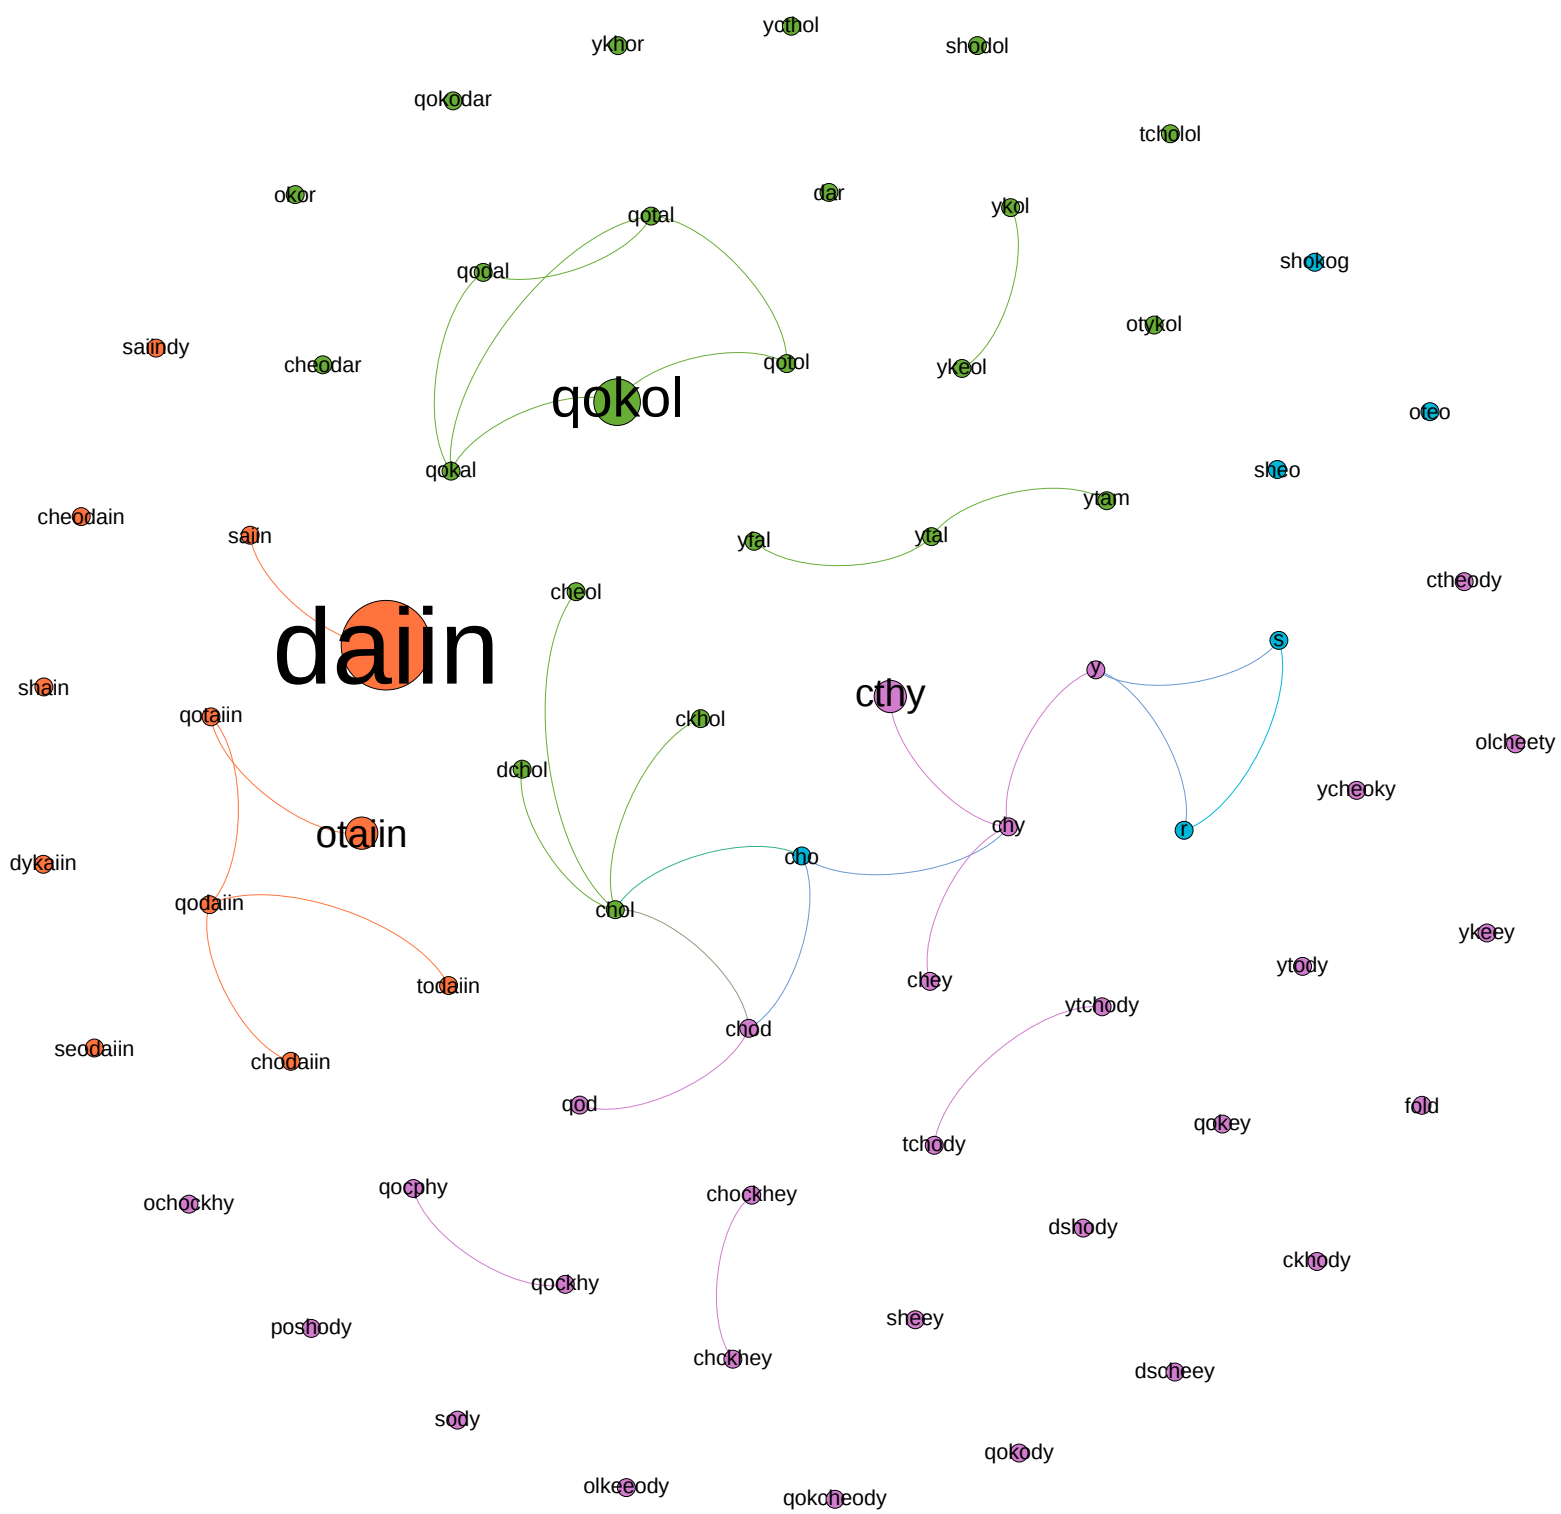 ycthol
ykhor
shodol
qokodar
tcholol
okor
dar
ykol
qotal
shokog
qodal
otykol
saiindy
cheodar
qotol
ykeol
qokol
oteo
qokal
sheo
ytam
cheodain
saiin
yfal
ytal
ctheody
cheol
daiin
s
y
shain
cthy
qotaiin
ckhol
olcheety
dchol
ycheoky
otaiin
chy
r
dykaiin
cho
qodaiin
chol
ykeey
ytody
todaiin
chey
ytchody
chod
seodaiin
chodaiin
qod
fold
qokey
tchody
qocphy
chockhey
ochockhy
dshody
ckhody
qockhy
sheey
poshody
chckhey
dscheey
sody
qokody
olkeeody
qokcheody